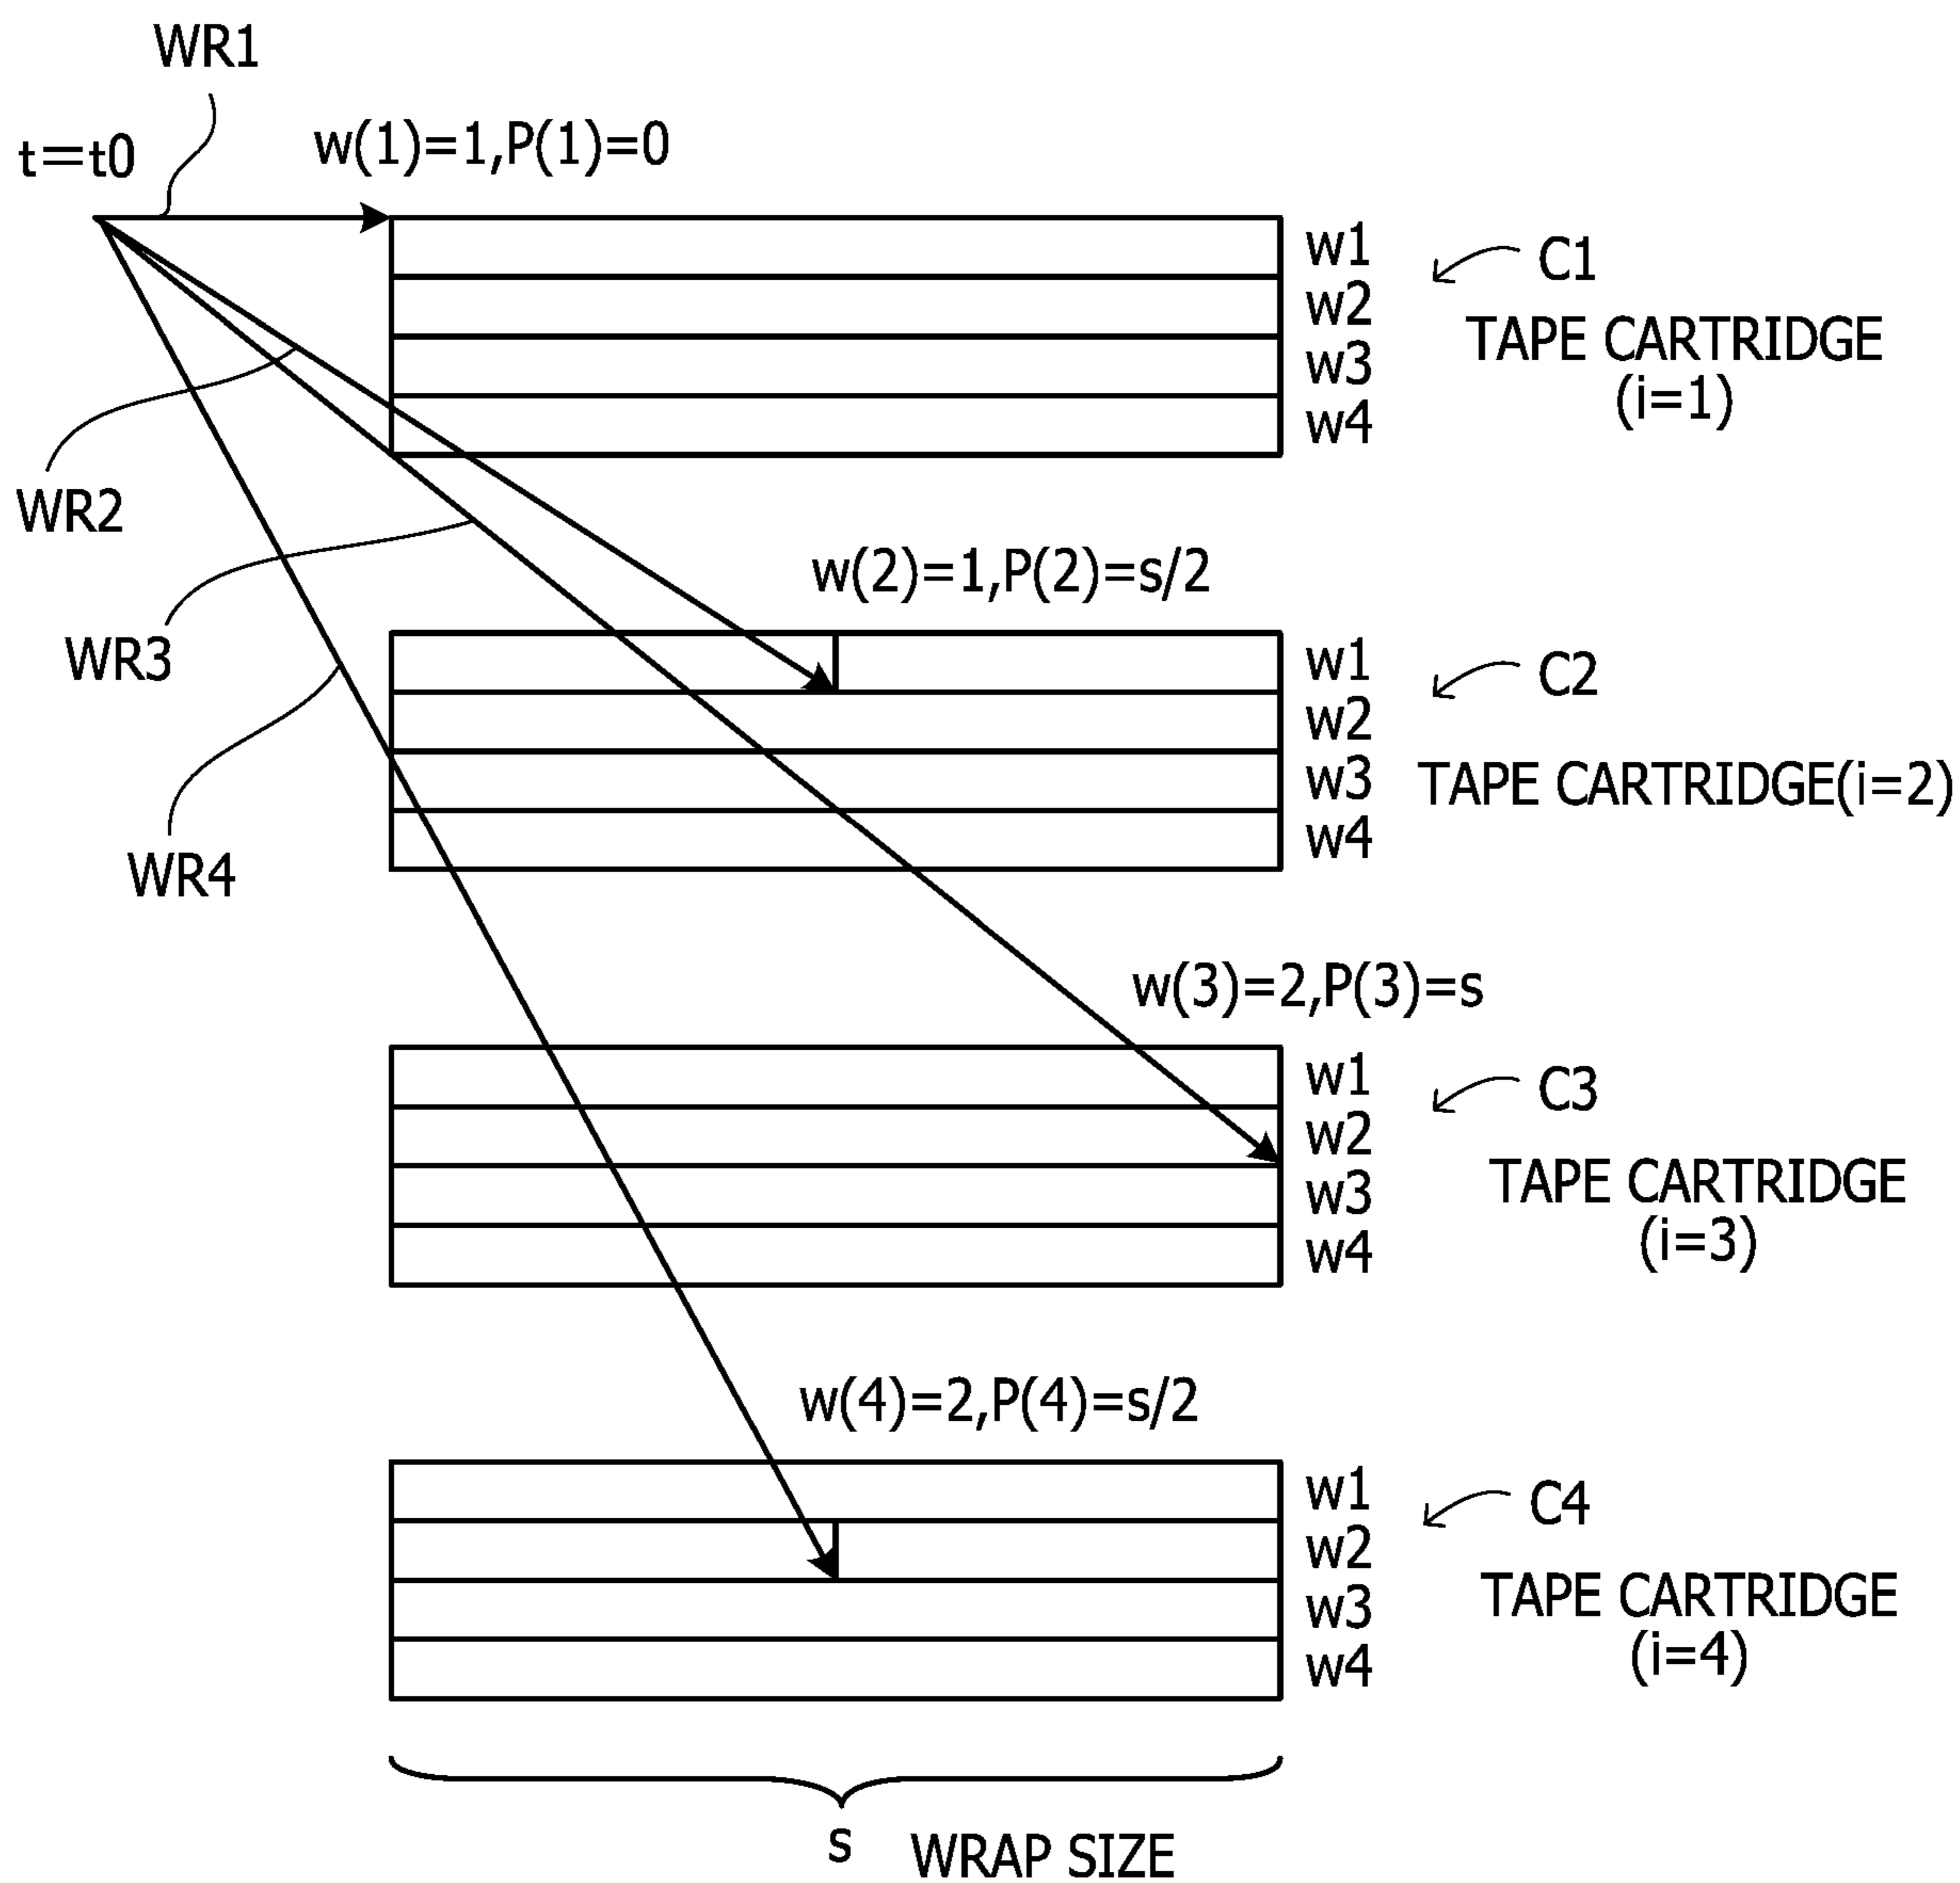 WR1
t=t0
w(1)=1,P(1)=0
w1
w2
w3
w4
C1
TAPE CARTRIDGE
(i=1)
WR2
WR3
WR4
w(2)=1,P(2)=s/2
w1
w2
w3
w4
C2
TAPE CARTRIDGE(i=2)
w(3)=2,P(3)=s
w1
w2
w3
w4
C3
TAPE CARTRIDGE
(i=3)
w(4)=2,P(4)=s/2
w1
w2
w3
w4
C4
TAPE CARTRIDGE
(i=4)
s WRAP SIZE